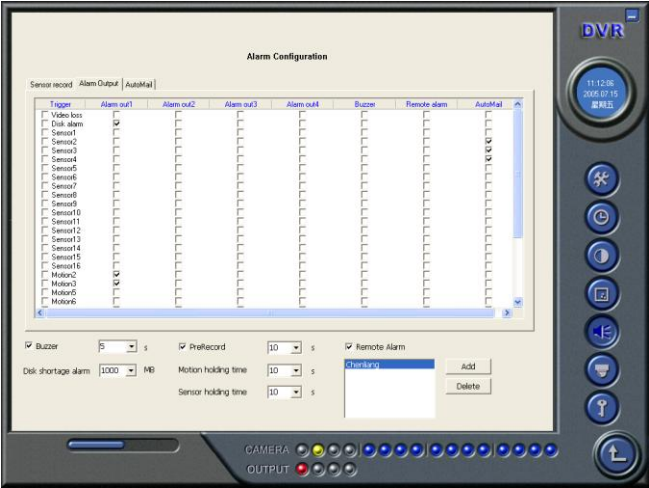 DVR
Alarm Configuration
Sensor record Alarm Output AutoMail
11:12:06
2005.07.15
星期五
Trigger Alarm out1 Alarm out2 Alarm out3 Alarm out4 Buzzer Remote alarm AutoMail
Video loss
Disk alarm
Sensor1
Sensor2
Sensor3
Sensor4
Sensor5
Sensor6
Sensor7
Sensor8
Sensor9
Sensor10
Sensor11
Sensor12
Sensor13
Sensor14
Sensor15
Sensor16
Motion2
Motion3
Motion5
Motion6
Buzzer 5 s PreRecord 10 s Remote Alarm
Disk shortage alarm 1000 MB Motion holding time 10 s Chenliang Add
Sensor holding time 10 s Delete
CAMERA
OUTPUT